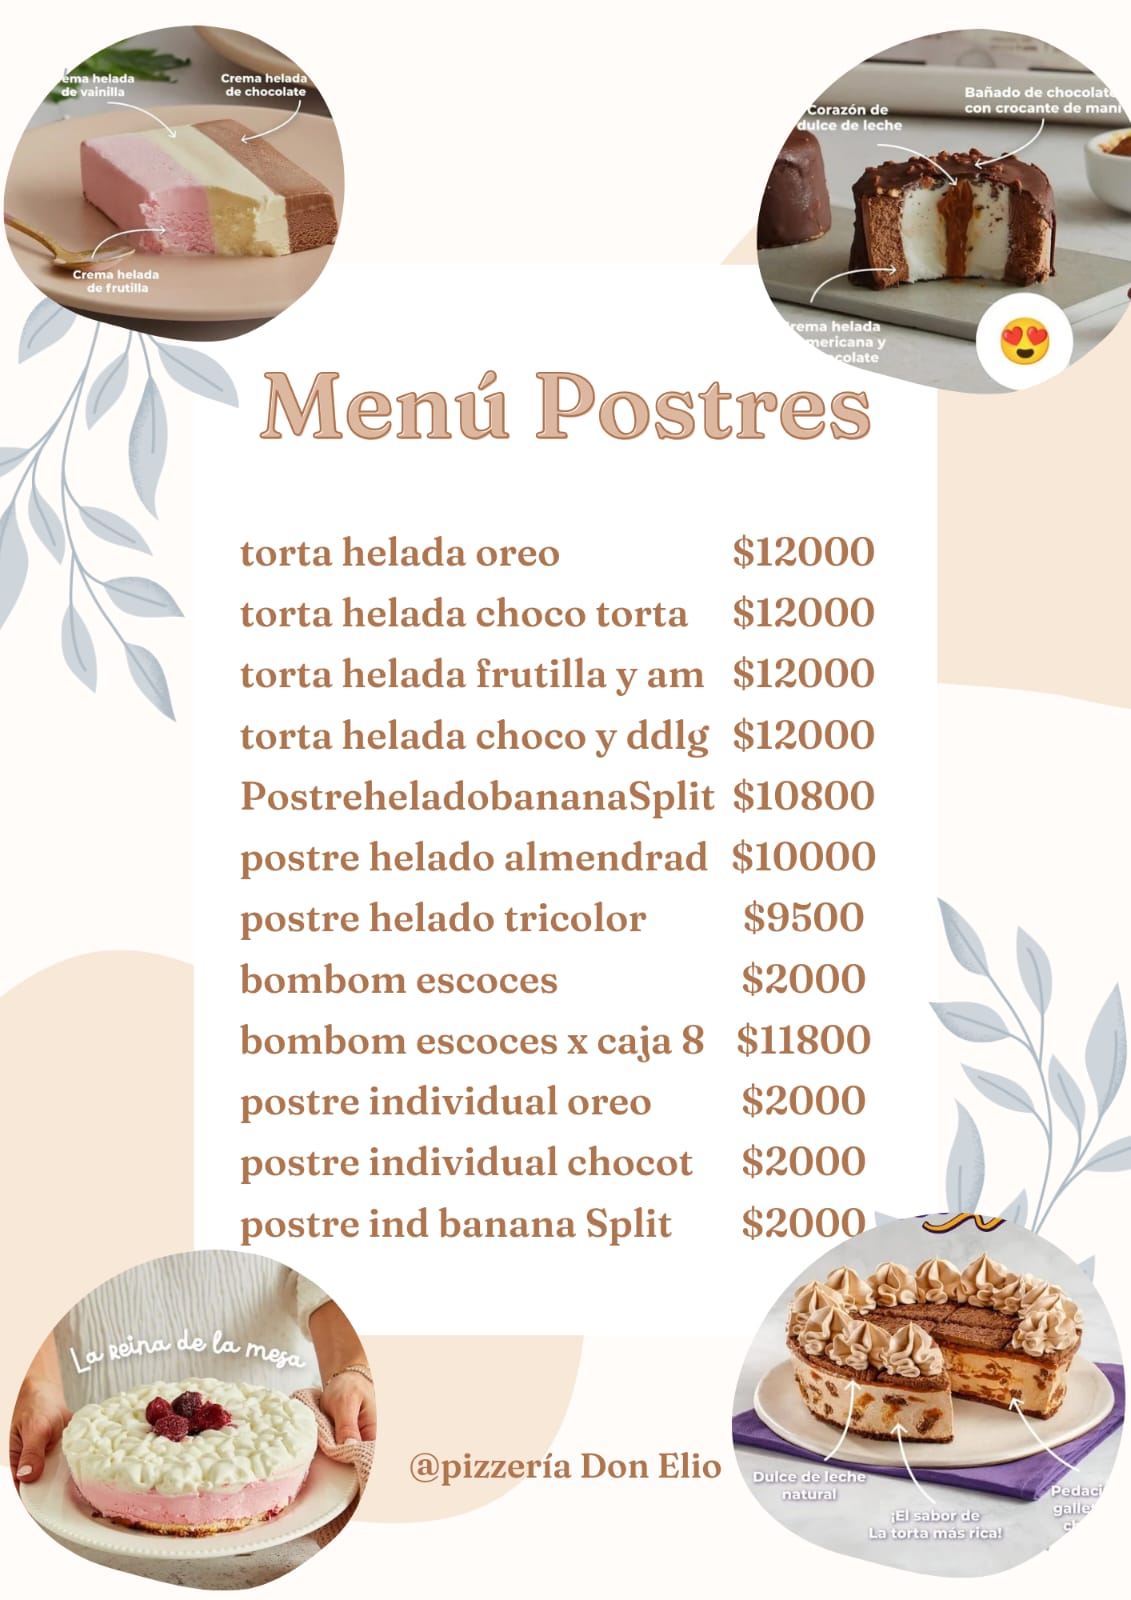 de vainilla
Crema helada
de chocolate
Crema helada
de frutilla
Corazón de
dulce de leche
Bañado de chocolate
con crocante de mani
helada
y
Menú Postres
torta helada oreo $12000
torta helada choco torta $12000
torta helada frutilla y am $12000
torta helada choco y ddlg $12000
PostreheladobananaSplit $10800
postre helado almendrad $10000
postre helado tricolor $9500
bombom escoces $2000
bombom escoces x caja 8 $11800
postre individual oreo $2000
postre individual chocot $2000
postre ind banana Split $2000
La reina de la mesa
@pizzería Don Elio
Dulce de leche
natural
¡El sabor de
La torta más rica!